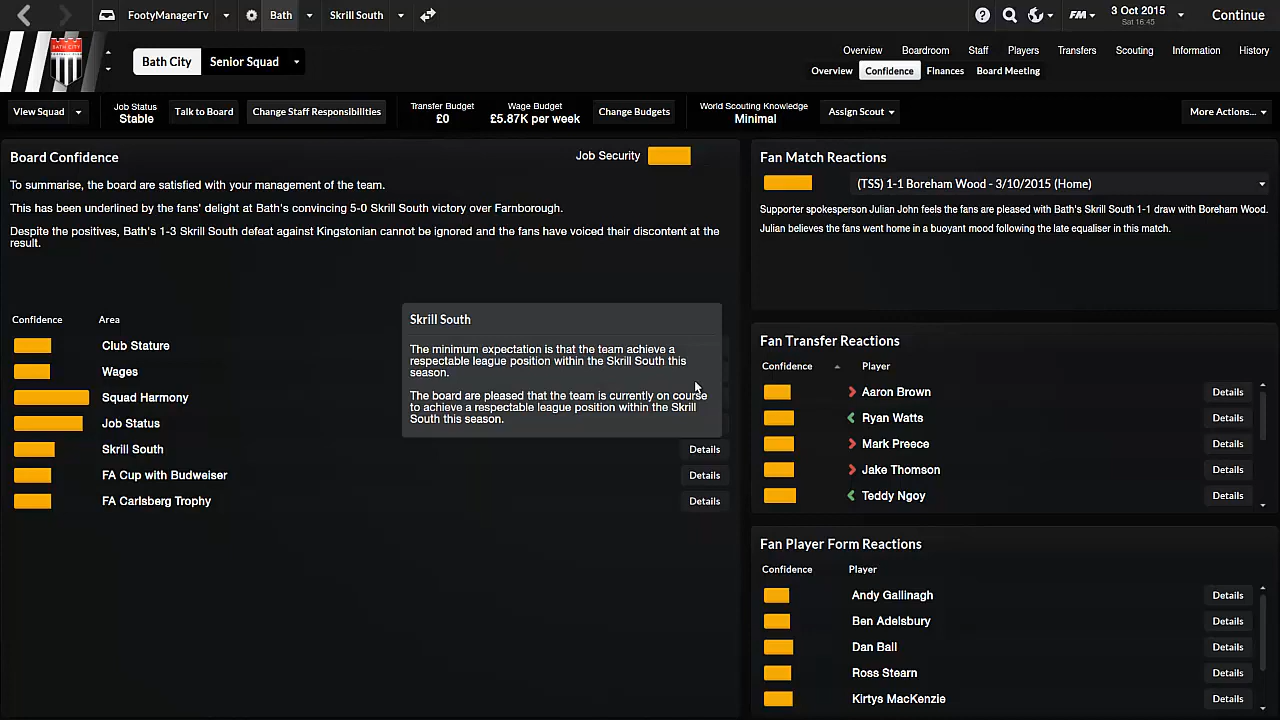 FootyManagerTv
Bath
Skrill South
FM
3 Oct 2015
Sat 16:45
Continue
BATH CITY
Bath City
Senior Squad
Overview
Boardroom
Staff
Players
Transfers
Scouting
Information
History
Overview
Confidence
Finances
Board Meeting
View Squad
Job Status
Stable
Talk to Board
Change Staff Responsibilities
Transfer Budget
£0
Wage Budget
£5.87K per week
Change Budgets
World Scouting Knowledge
Minimal
Assign Scout
More Actions...
Board Confidence
Job Security
To summarise, the board are satisfied with your management of the team.
This has been underlined by the fans' delight at Bath's convincing 5-0 Skrill South victory over Farnborough.
Despite the positives, Bath's 1-3 Skrill South defeat against Kingstonian cannot be ignored and the fans have voiced their discontent at the
result.
Confidence
Area
Club Stature
Wages
Squad Harmony
Job Status
Skrill South
Details
FA Cup with Budweiser
Details
FA Carlsberg Trophy
Details
Skrill South
The minimum expectation is that the team achieve a
respectable league position within the Skrill South this
season.
The board are pleased that the team is currently on course
to achieve a respectable league position within the Skrill
South this season.
Fan Match Reactions
(TSS) 1-1 Boreham Wood - 3/10/2015 (Home)
Supporter spokesperson Julian John feels the fans are pleased with Bath's Skrill South 1-1 draw with Boreham Wood.
Julian believes the fans went home in a buoyant mood following the late equaliser in this match.
Fan Transfer Reactions
Confidence
Player
Aaron Brown
Details
Ryan Watts
Details
Mark Preece
Details
Jake Thomson
Details
Teddy Ngoy
Details
Fan Player Form Reactions
Confidence
Player
Andy Gallinagh
Details
Ben Adelsbury
Details
Dan Ball
Details
Ross Stearn
Details
Kirtys MacKenzie
Details